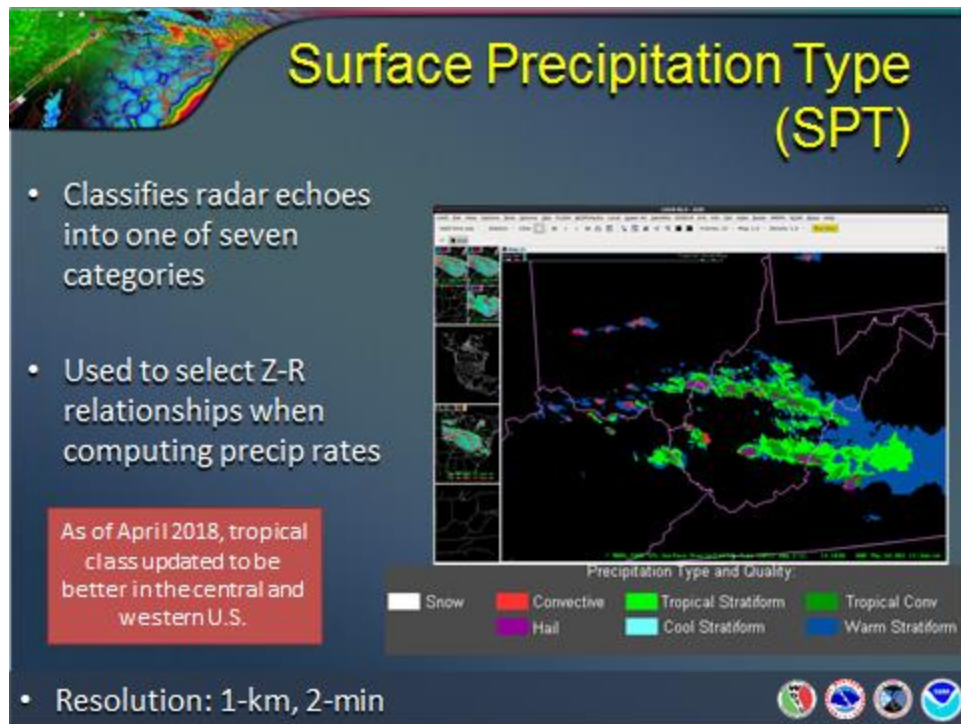 Surface Precipitation Type
(SPT)
• Classifies radar echoes
into one of seven
categories
• Used to select Z-R
relationships when
computing precip rates
As of April 2018, tropical
class updated to be
better in the central and
western U.S.
Precipitation Type and Quality:
Snow Convective Tropical Stratiform Tropical Conv
Hail Cool Stratiform Warm Stratiform
• Resolution: 1-km, 2-min